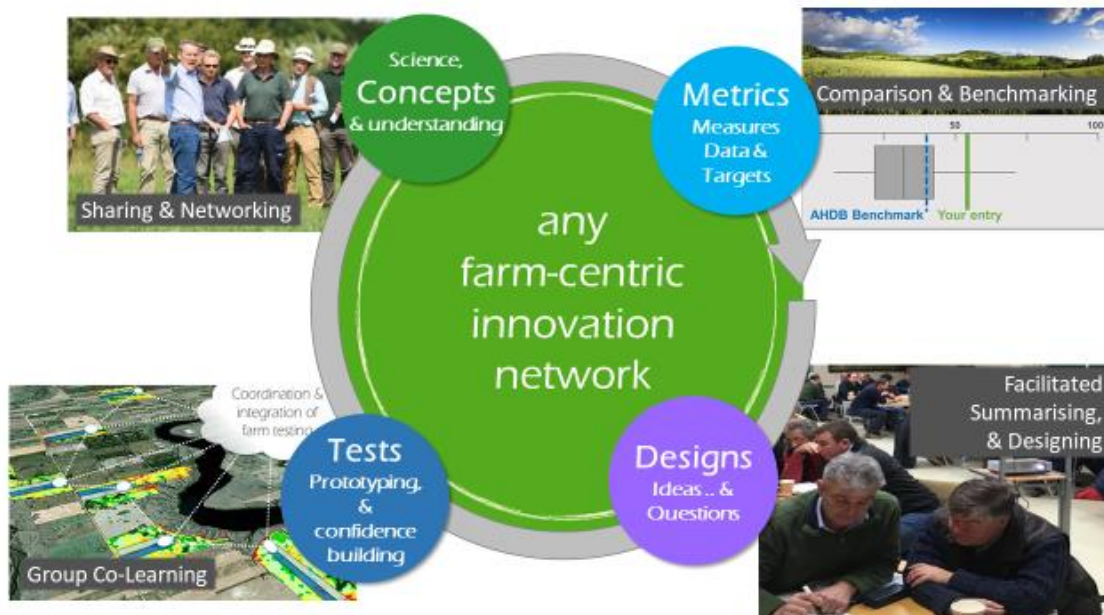 Science,
Concepts
& understanding
Sharing & Networking
Metrics
Measures
Data &
Targets
Comparison & Benchmarking
50
100
AHDB Benchmark
Your entry
any
farm-centric
innovation
network
Coordination &
integration of
farm testing
Tests
Prototyping,
&
confidence
building
Group Co-Learning
Designs
Ideas .. &
Questions
Facilitated
Summarising,
& Designing